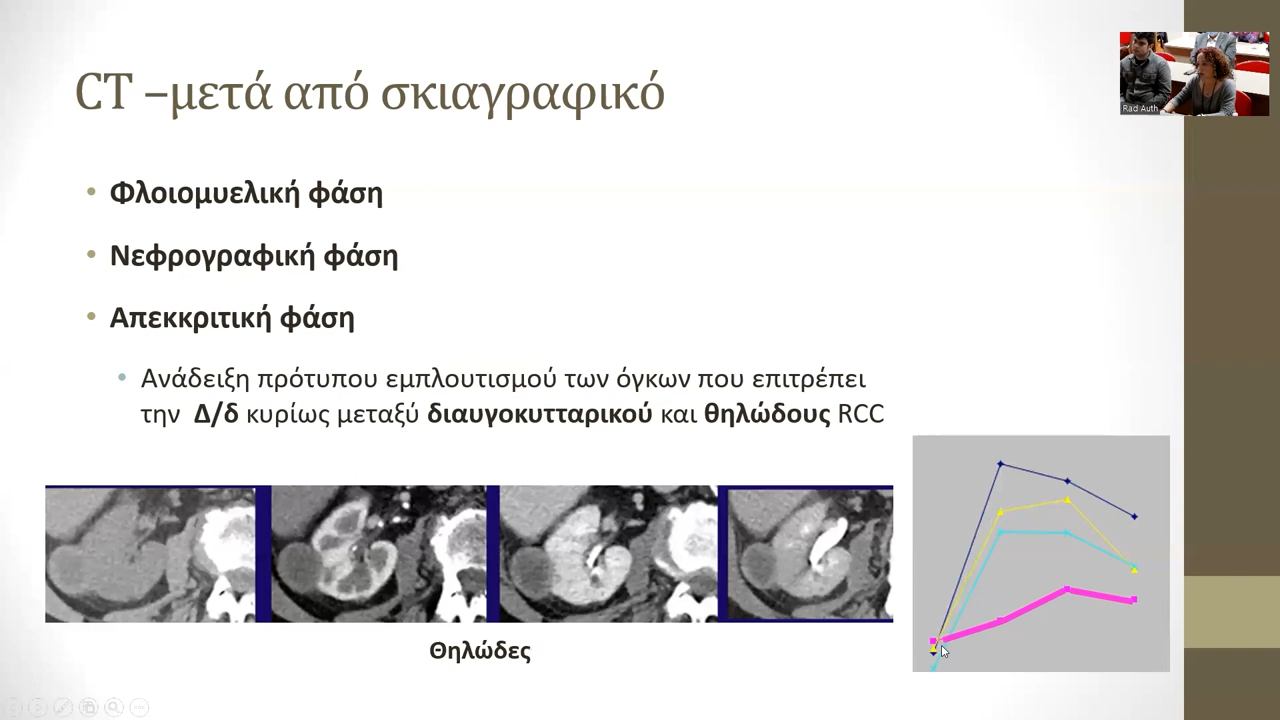 CT –μετά από σκιαγραφικό
Rad Auth
• Φλοιομυελική φάση
• Νεφρογραφική φάση
• Απεκκριτική φάση
• Ανάδειξη πρότυπου εμπλουτισμού των όγκων που επιτρέπει
την Δ/δ κυρίως μεταξύ διαυγοκυτταρικού και θηλώδους RCC
Θηλώδες